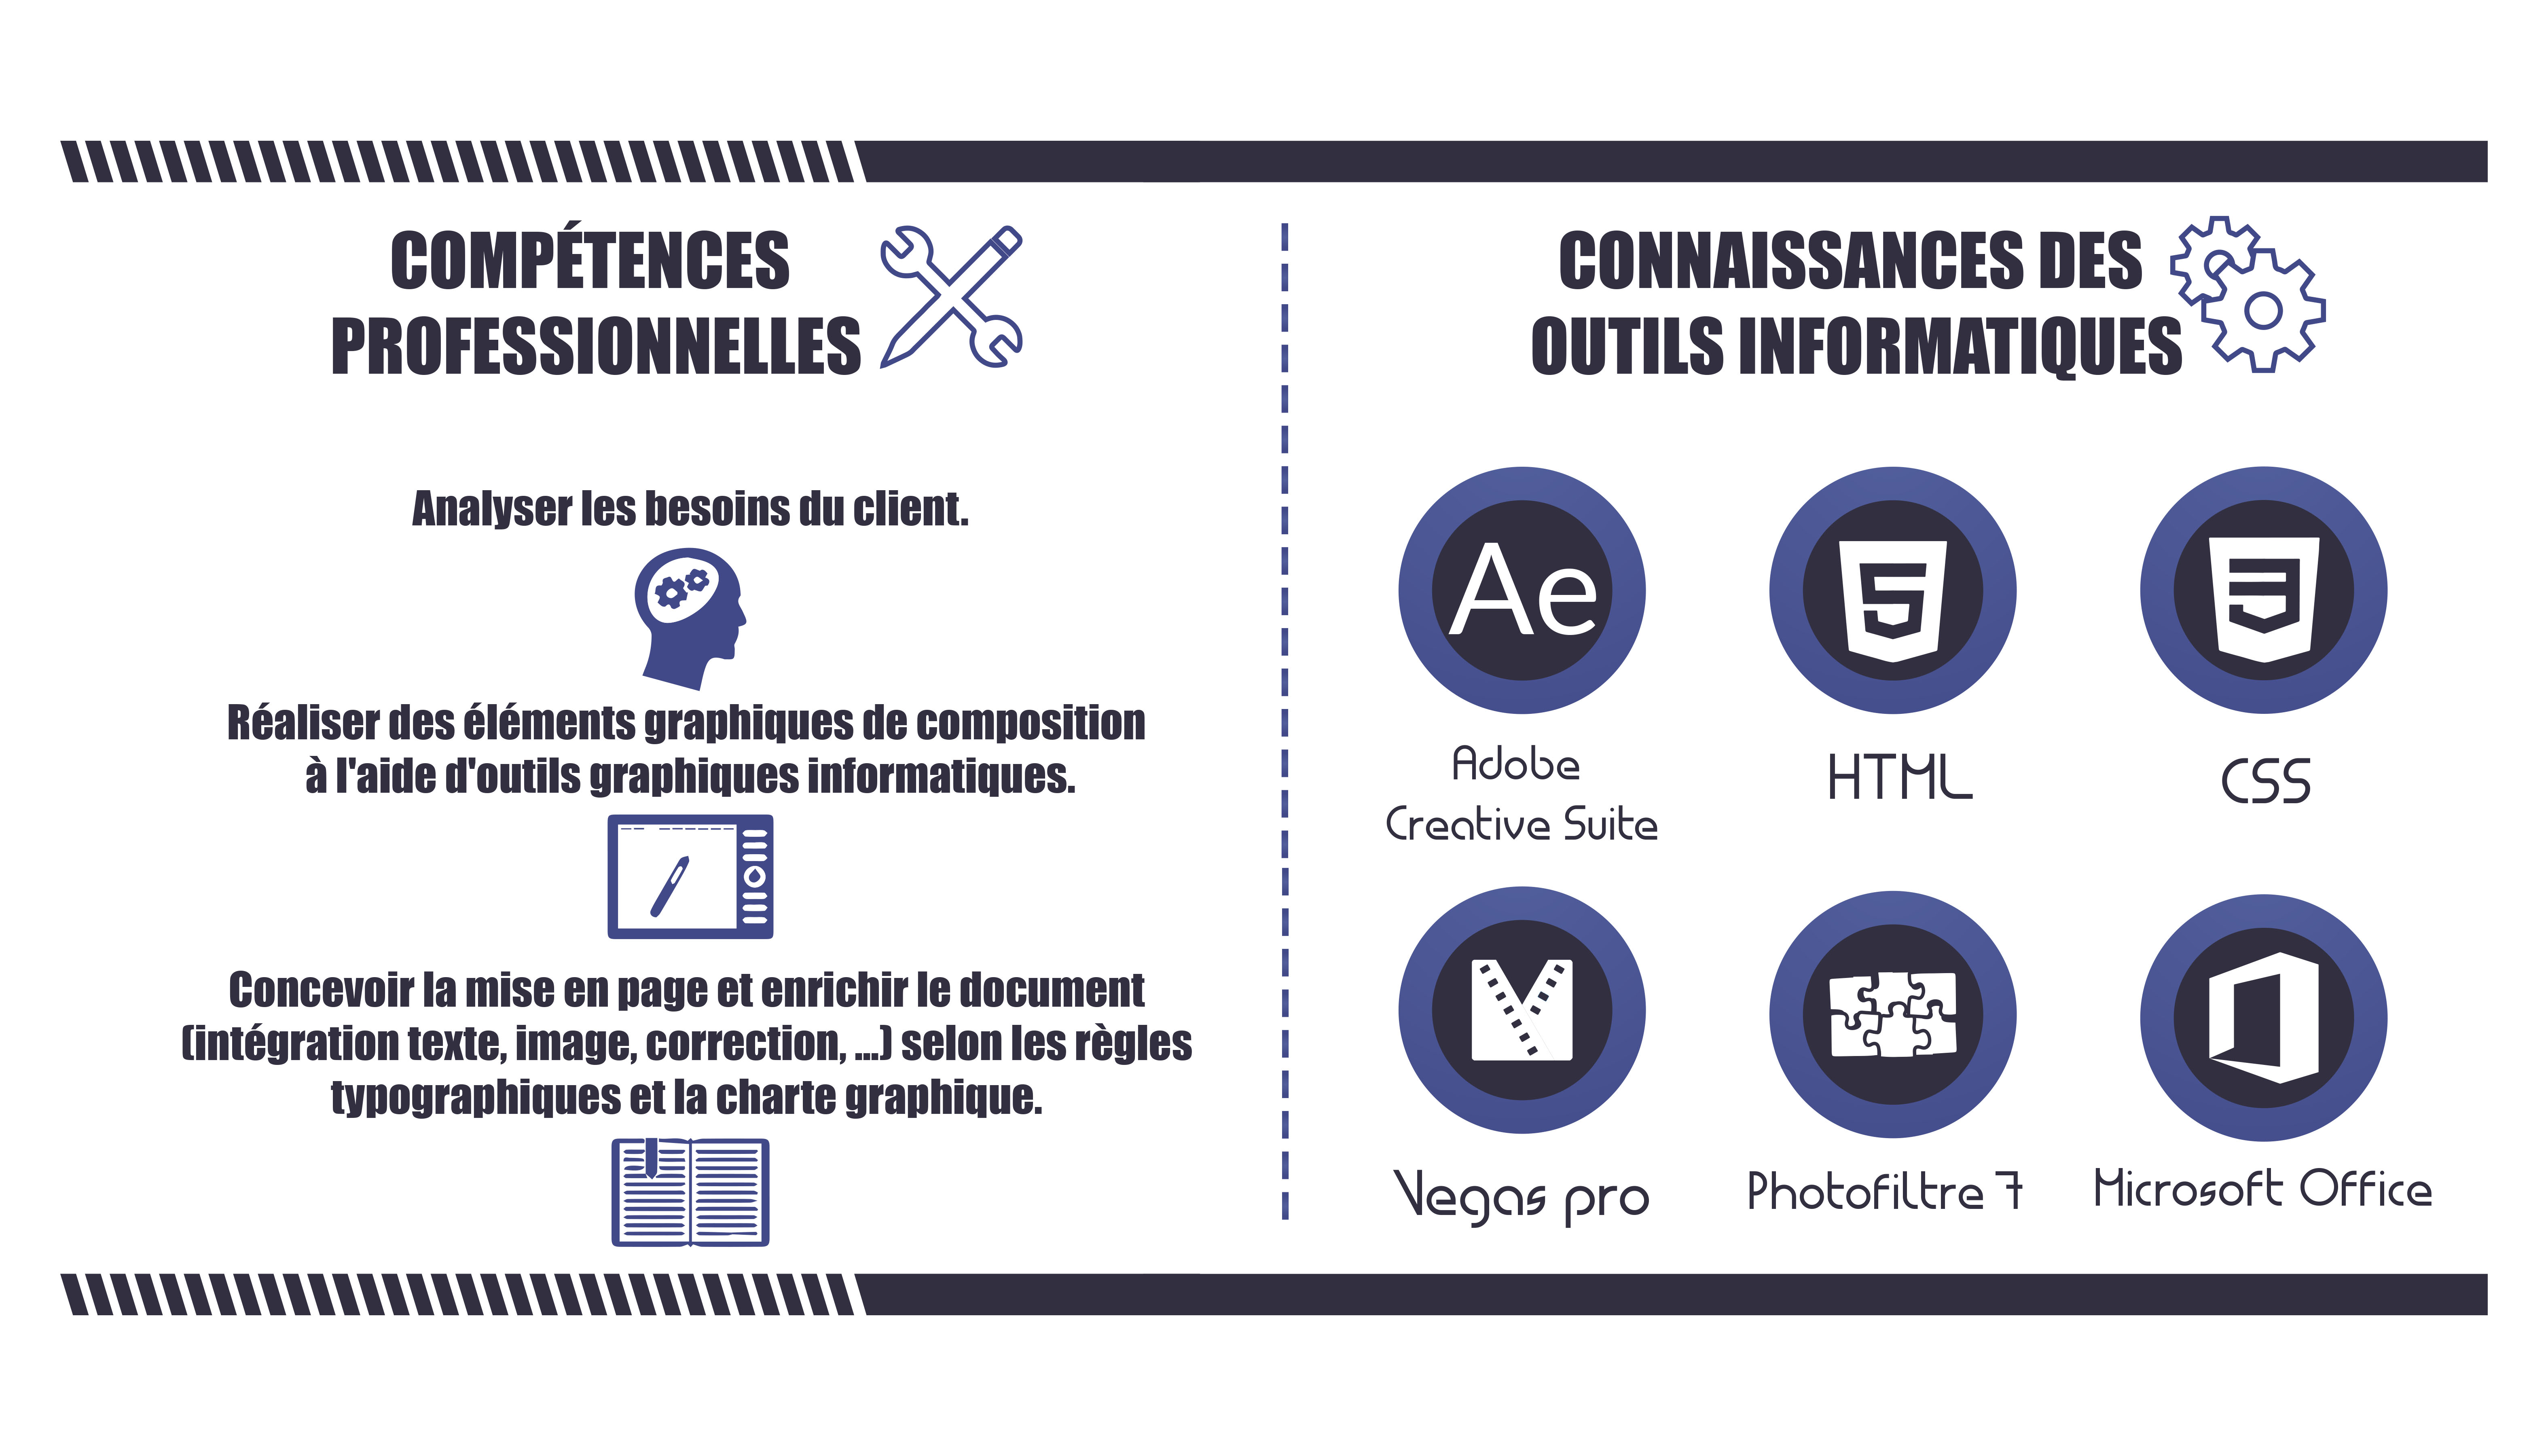 COMPÉTENCES
PROFESSIONNELLES
Analyser les besoins du client.
Réaliser des éléments graphiques de composition
à l'aide d'outils graphiques informatiques.
Concevoir la mise en page et enrichir le document
(intégration texte, image, correction, ...) selon les règles
typographiques et la charte graphique.
CONNAISSANCES DES
OUTILS INFORMATIQUES
Ae
Adobe
Creative Suite
HTML
CSS
Vegas pro
Photofiltre 7
Microsoft Office